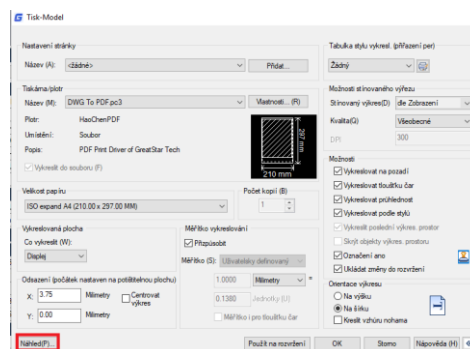 Tisk-Model
Nastavení stránky
Název (A): <žádné> Přidat...
Tiskárna/plotr
Název (M): DWG To PDF.pc3 Vlastnosti... (R)
Plotr: HaoChenPDF
Umístění: Soubor
Popis: PDF Print Driver of GreatStar Tech
Vykreslit do souboru (F)
210 mm
297 mm
Velikost papíru
ISO expand A4 (210.00 x 297.00 MM)
Počet kopií (B)
1
Vykreslovaná plocha
Co vykreslit (W):
Displej
Měřítko vykreslování
Přizpůsobit
Měřítko (S): Uživatelsky definovaný
1.0000 Milimetry =
0.1380 Jednotky (U)
Měřítko i pro tloušťku čar
Odsazení (počátek nastaven na potištitelnou plochu)
X: 3.75 Milimetry Centrovat výkres
Y: 0.00 Milimetry
Tabulka stylu vykresl. (přiřazení per)
Žádný
Možnosti stínovaného výřezu
Stínovaný výkres(D) dle Zobrazení
Kvalita(Q) Všeobecné
DPI: 300
Možnosti
Vykreslovat na pozadí
Vykreslovat tloušťku čar
Vykreslovat průhlednost
Vykreslovat podle stylů
Vykreslit poslední výkres. prostor
Skrýt objekty výkres. prostoru
Označení ano
Ukládat změny do rozvržení
Orientace výkresu
Na výšku
Na šířku
Kreslit vzhůru nohama
Náhled(P)... Použít na rozvržení OK Storno Nápověda (H)